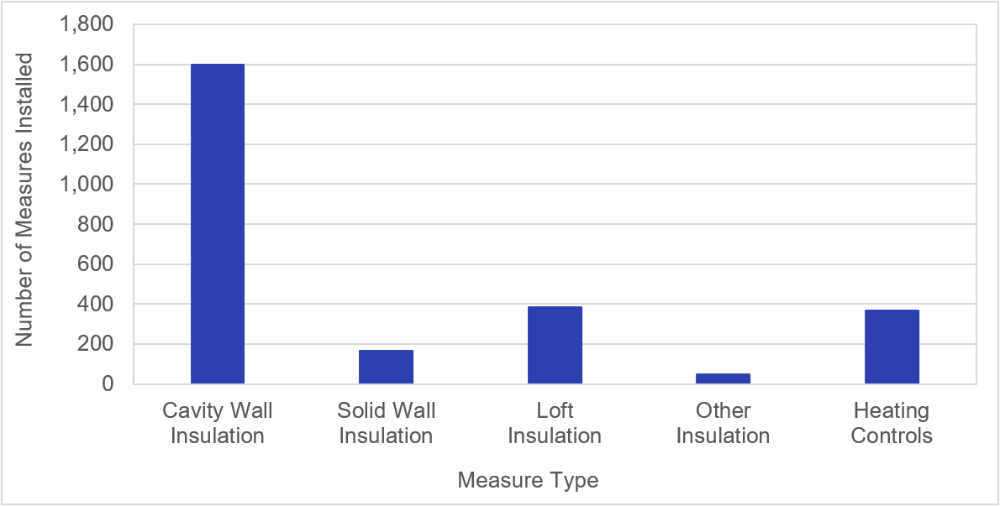 1,800
1,600
1,400
1,200
1,000
800
600
400
200
0
Number of Measures Installed
Cavity Wall
Insulation
Solid Wall
Insulation
Loft
Insulation
Other
Insulation
Heating
Controls
Measure Type